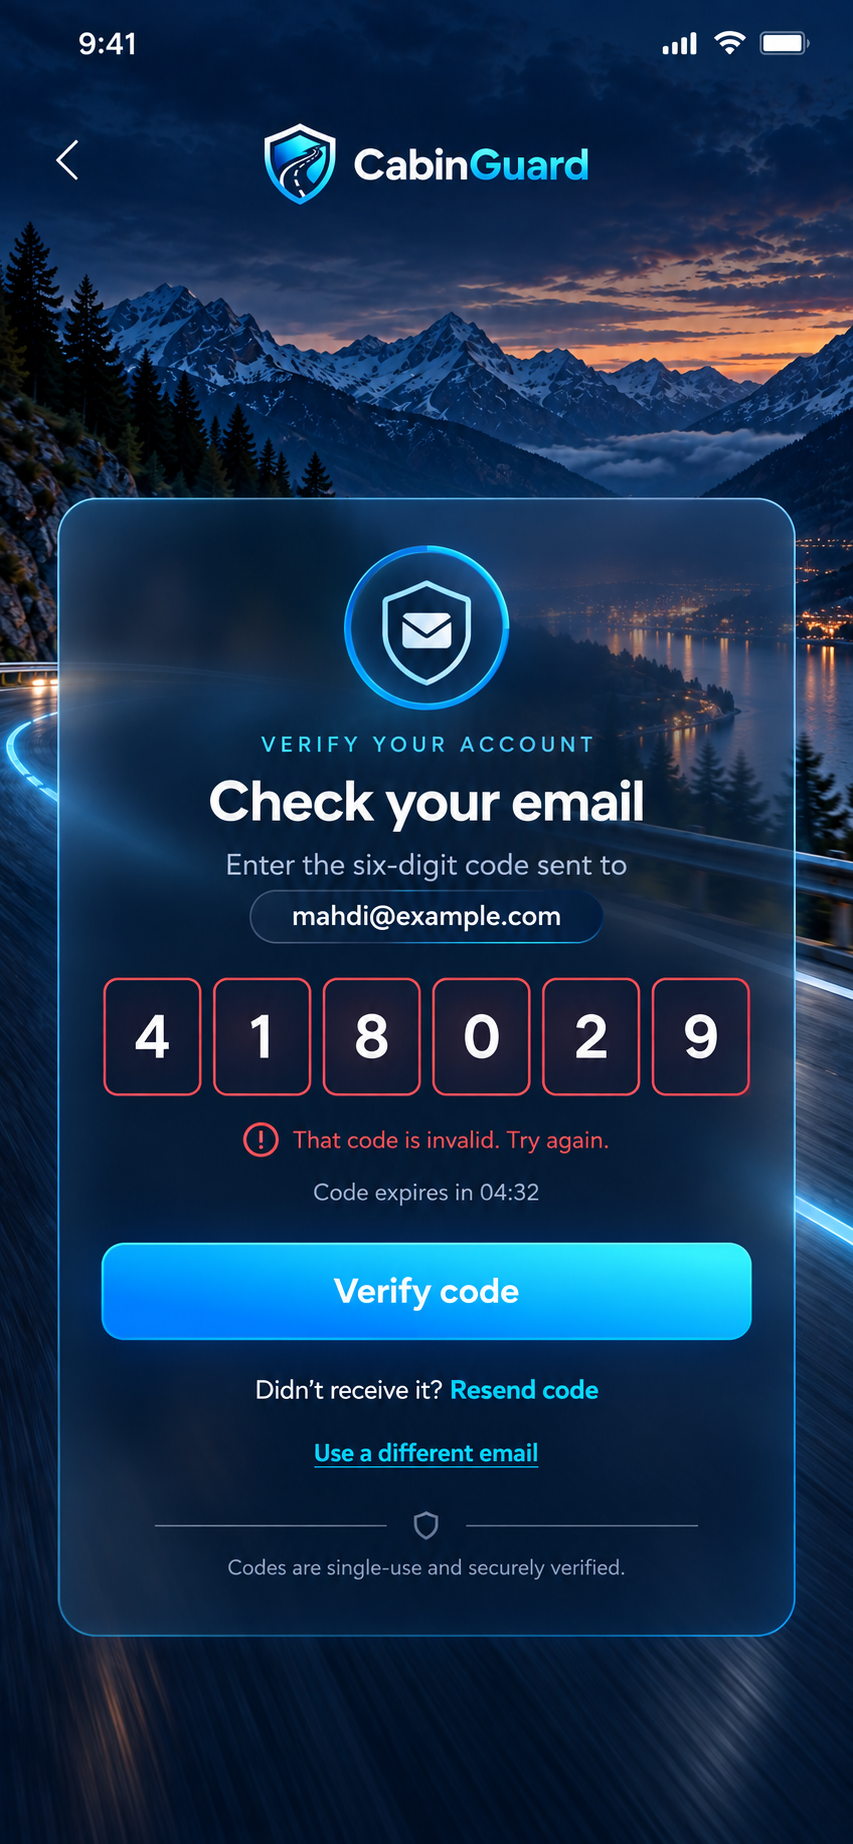 9:41
CabinGuard
VERIFY YOUR ACCOUNT
Check your email
Enter the six-digit code sent to
mahdi@example.com
4 1 8 0 2 9
That code is invalid. Try again.
Code expires in 04:32
Verify code
Didn’t receive it? Resend code
Use a different email
Codes are single-use and securely verified.